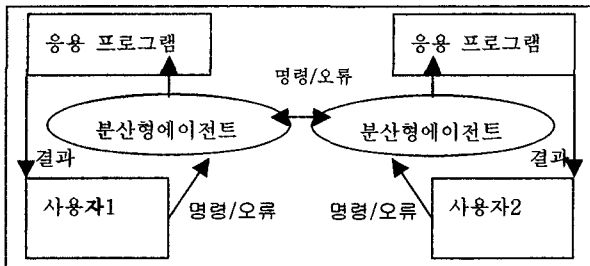 응용 프로그램
응용 프로그램
명령/오류
분산형에이전트
분산형에이전트
결과
결과
사용자1
명령/오류
명령/오류
사용자2